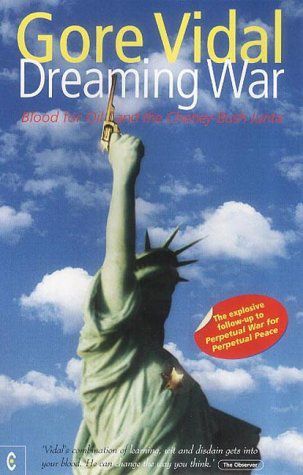 Gore Vidal
Dreaming War
Blood for Oil and the Cheney-Bush Junta
The explosive
follow-up to
Perpetual War for
Perpetual Peace
'Vidal's combination of learning, wit and disdain gets into
your blood. He can change the way you think.' The Observer